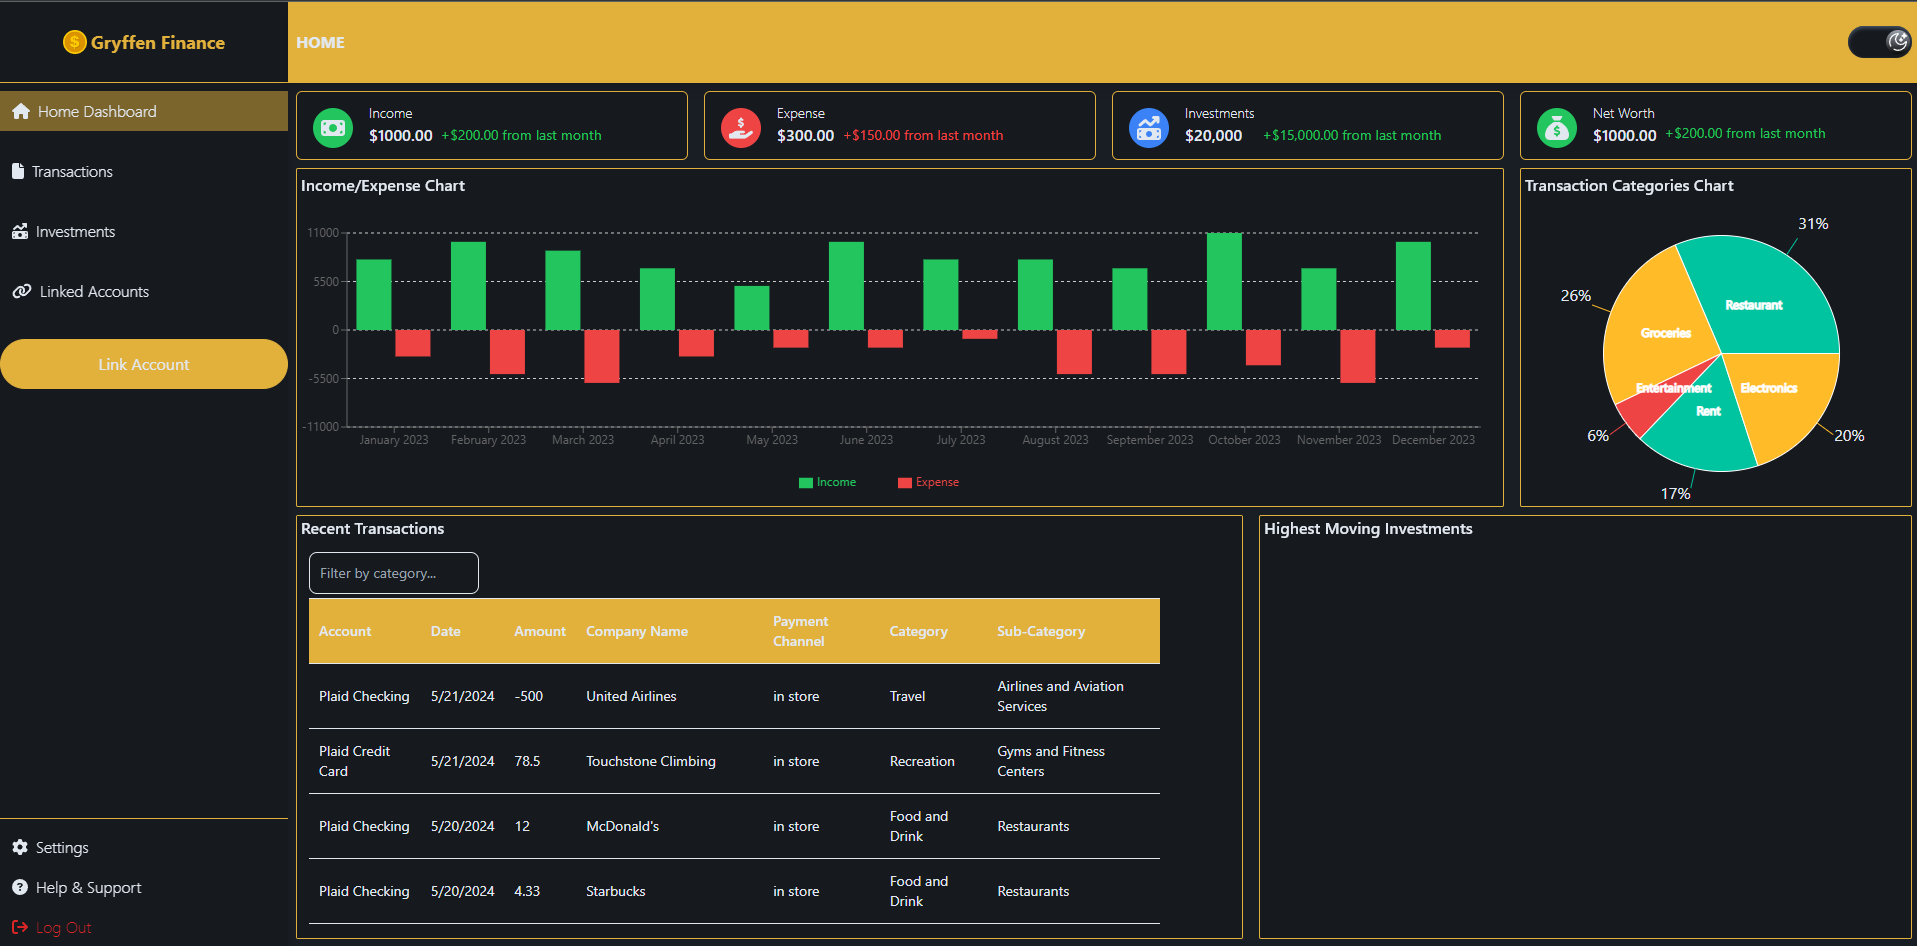 Gryffen Finance
HOME
Home Dashboard
Transactions
Investments
Linked Accounts
Link Account
Settings
Help & Support
Log Out
Income
$1000.00 +$200.00 from last month
Expense
$300.00 +$150.00 from last month
Investments
$20,000 +$15,000.00 from last month
Net Worth
$1000.00 +$200.00 from last month
Income/Expense Chart
11000
5500
0
-5500
-11000
January 2023 February 2023 March 2023 April 2023 May 2023 June 2023 July 2023 August 2023 September 2023 October 2023 November 2023 December 2023
Income Expense
Transaction Categories Chart
31%
26%
Restaurant
Groceries
Entertainment Electronics
Rent
6% 20%
17%
Recent Transactions
Filter by category...
Account Date Amount Company Name Payment Channel Category Sub-Category
Plaid Checking 5/21/2024 -500 United Airlines in store Travel Airlines and Aviation Services
Plaid Credit Card 5/21/2024 78.5 Touchstone Climbing in store Recreation Gyms and Fitness Centers
Plaid Checking 5/20/2024 12 McDonald's in store Food and Drink Restaurants
Plaid Checking 5/20/2024 4.33 Starbucks in store Food and Drink Restaurants
Highest Moving Investments